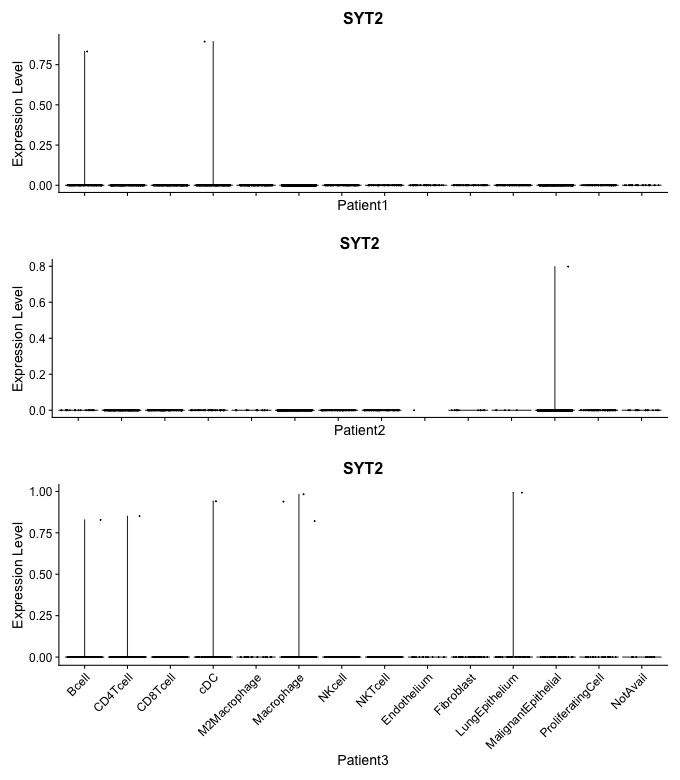 SYT2
Expression Level
0.75
0.50
0.25
0.00
Patient1
SYT2
Expression Level
0.8
0.6
0.4
0.2
0.0
Patient2
SYT2
Expression Level
1.00
0.75
0.50
0.25
0.00
Bcell
CD4Tcell
CD8Tcell
cDC
M2Macrophage
Macrophage
NKcell
NKTcell
Endothelium
Fibroblast
LungEpithelium
MalignantEpithelial
ProliferatingCell
NotAvail
Patient3